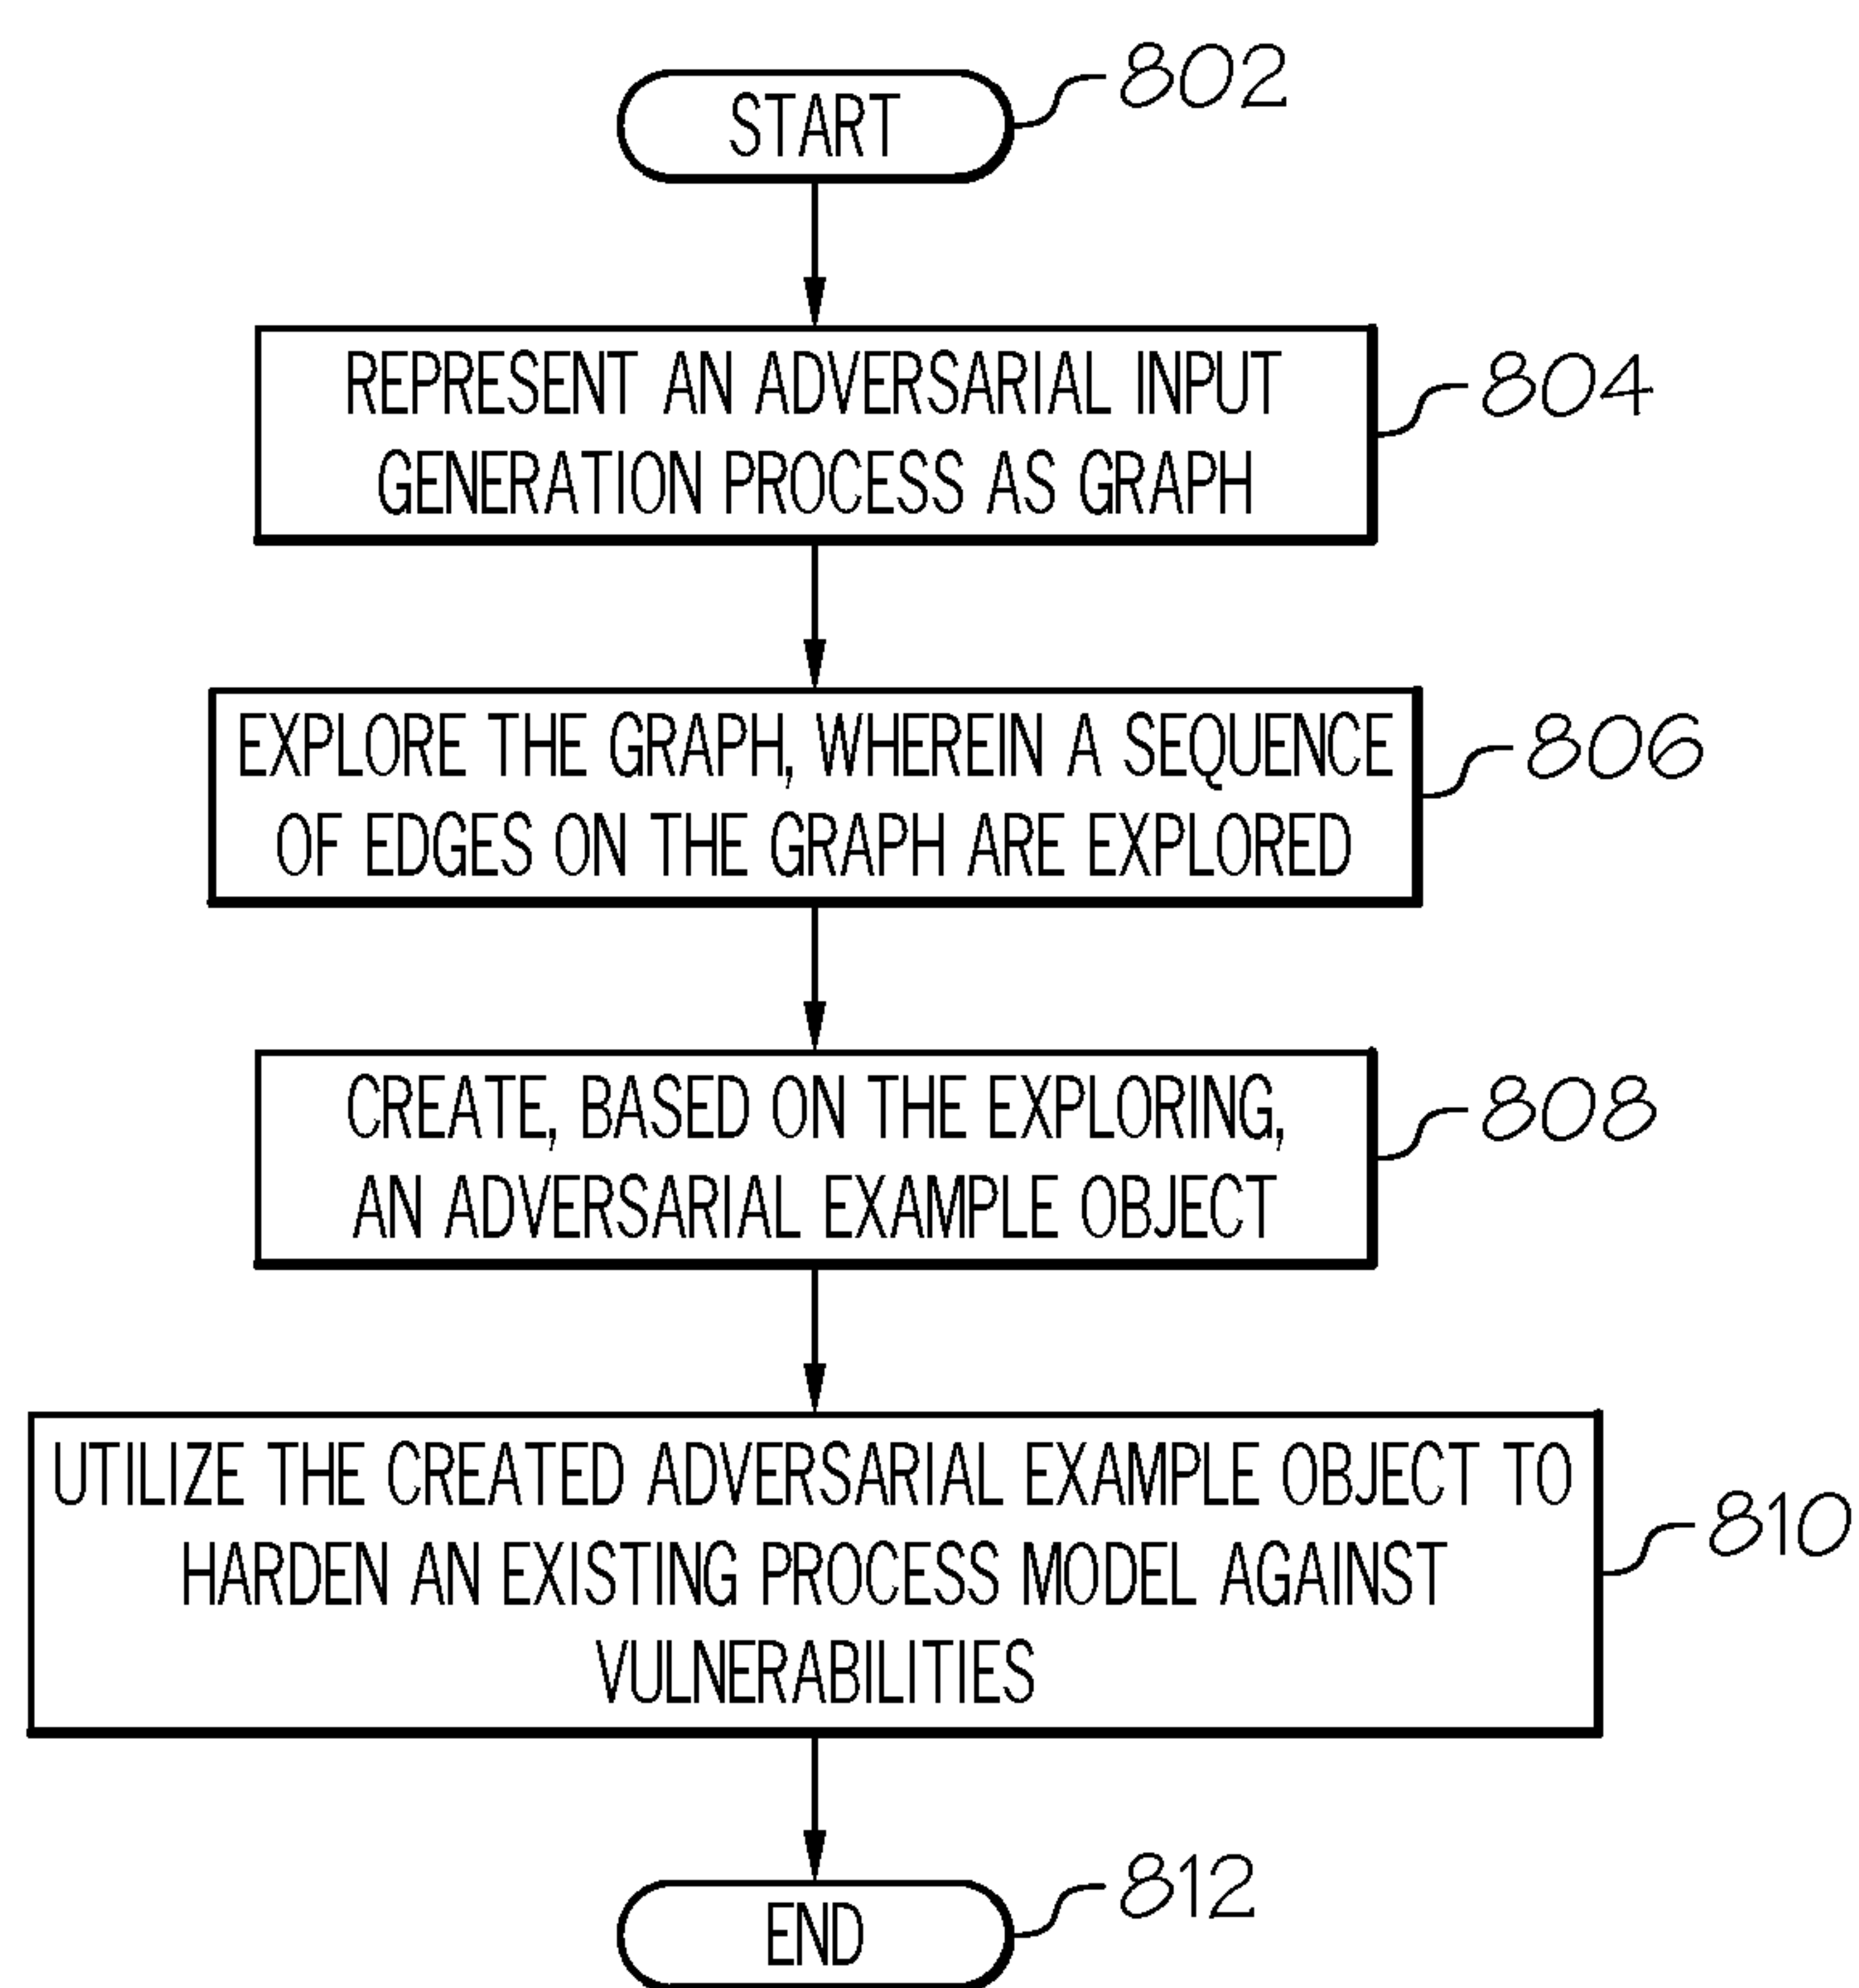 START
802
REPRESENT AN ADVERSARIAL INPUT
GENERATION PROCESS AS GRAPH
804
EXPLORE THE GRAPH, WHEREIN A SEQUENCE
OF EDGES ON THE GRAPH ARE EXPLORED
806
CREATE, BASED ON THE EXPLORING,
AN ADVERSARIAL EXAMPLE OBJECT
808
UTILIZE THE CREATED ADVERSARIAL EXAMPLE OBJECT TO
HARDEN AN EXISTING PROCESS MODEL AGAINST
VULNERABILITIES
810
END
812